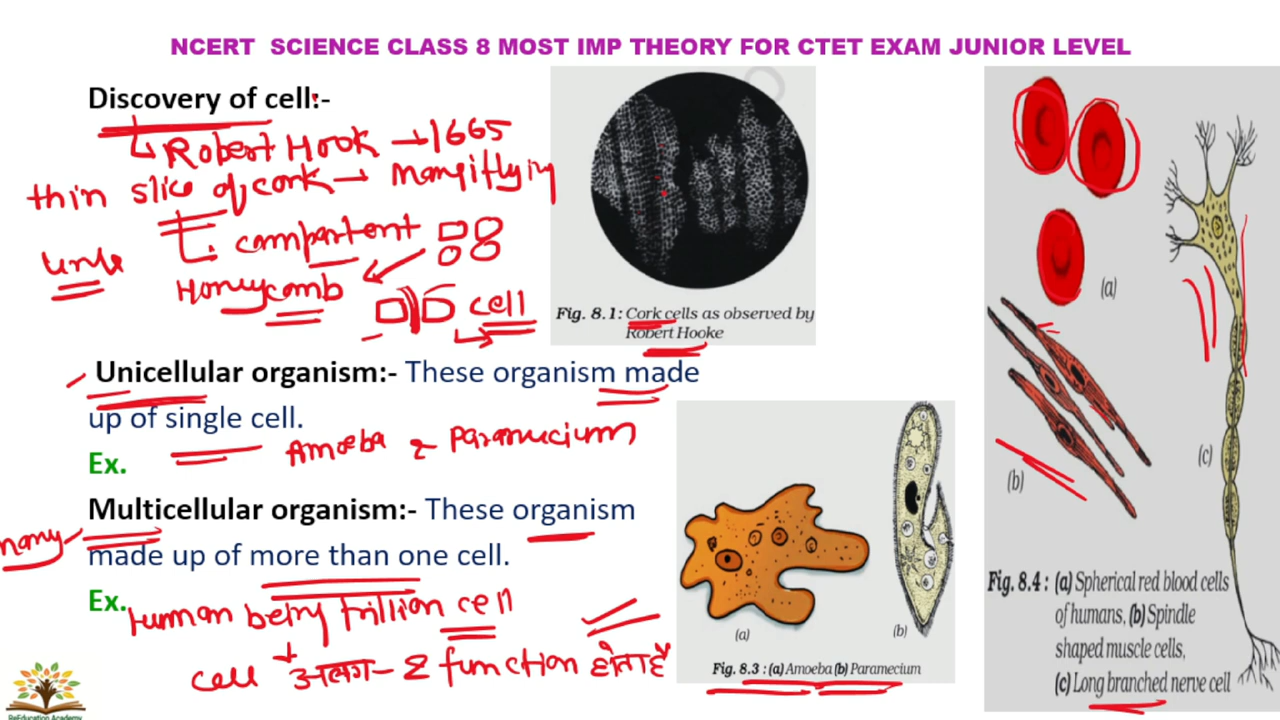 NCERT SCIENCE CLASS 8 MOST IMP THEORY FOR CTET EXAM JUNIOR LEVEL
Discovery of cell:-
Robert Hook → 1665
thin slice of cork →
Honeycomb
cell
Fig. 8.1: Cork cells as observed by
Robert Hooke
Unicellular organism:- These organism made
up of single cell.
Amoeba & Paramucium
Ex.
Multicellular organism:- These organism
many
made up of more than one cell.
Ex.
Human being trillion cell
cell अलग-2 function होता है
(a)
(b)
Fig. 8.3 : (a) Amoeba (b) Paramecium
(a)
(b)
(c)
Fig. 8.4 : (a) Spherical red blood cells
of humans, (b) Spindle
shaped muscle cells,
(c) Long branched nerve cell
ReEducation Academy